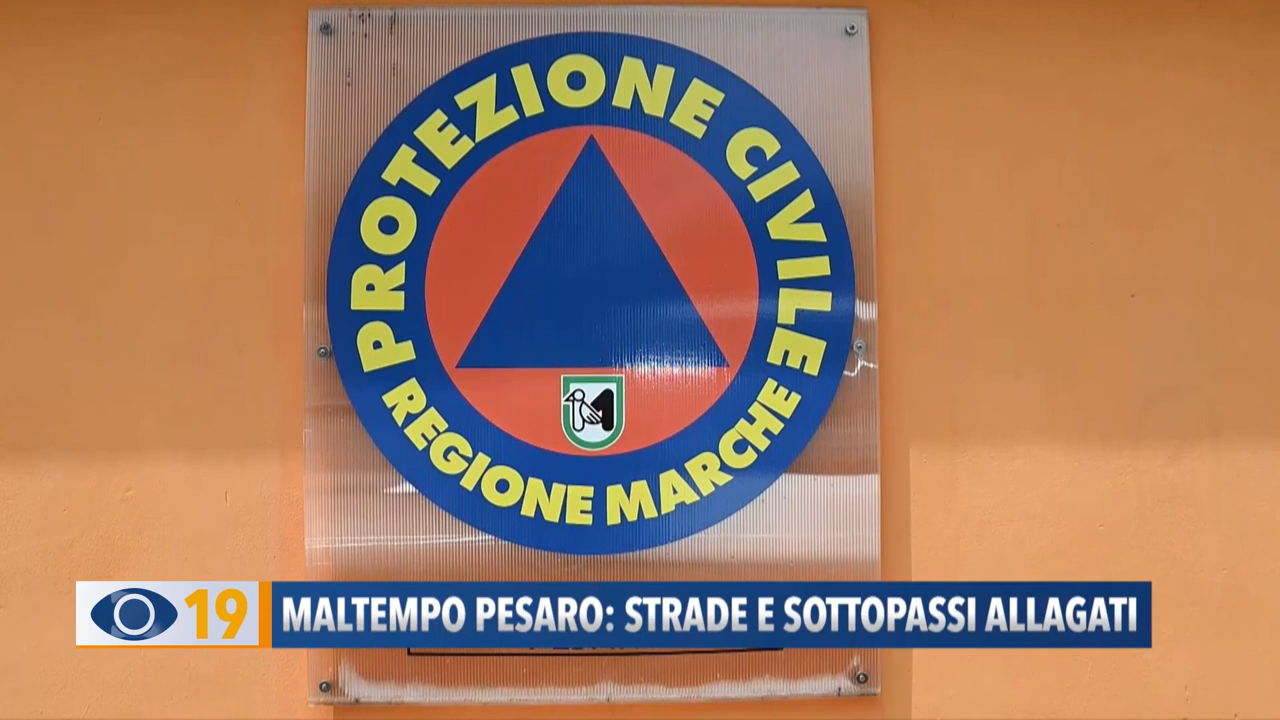 PROTEZIONE CIVILE
REGIONE MARCHE
19
MALTEMPO PESARO: STRADE E SOTTOPASSI ALLAGATI